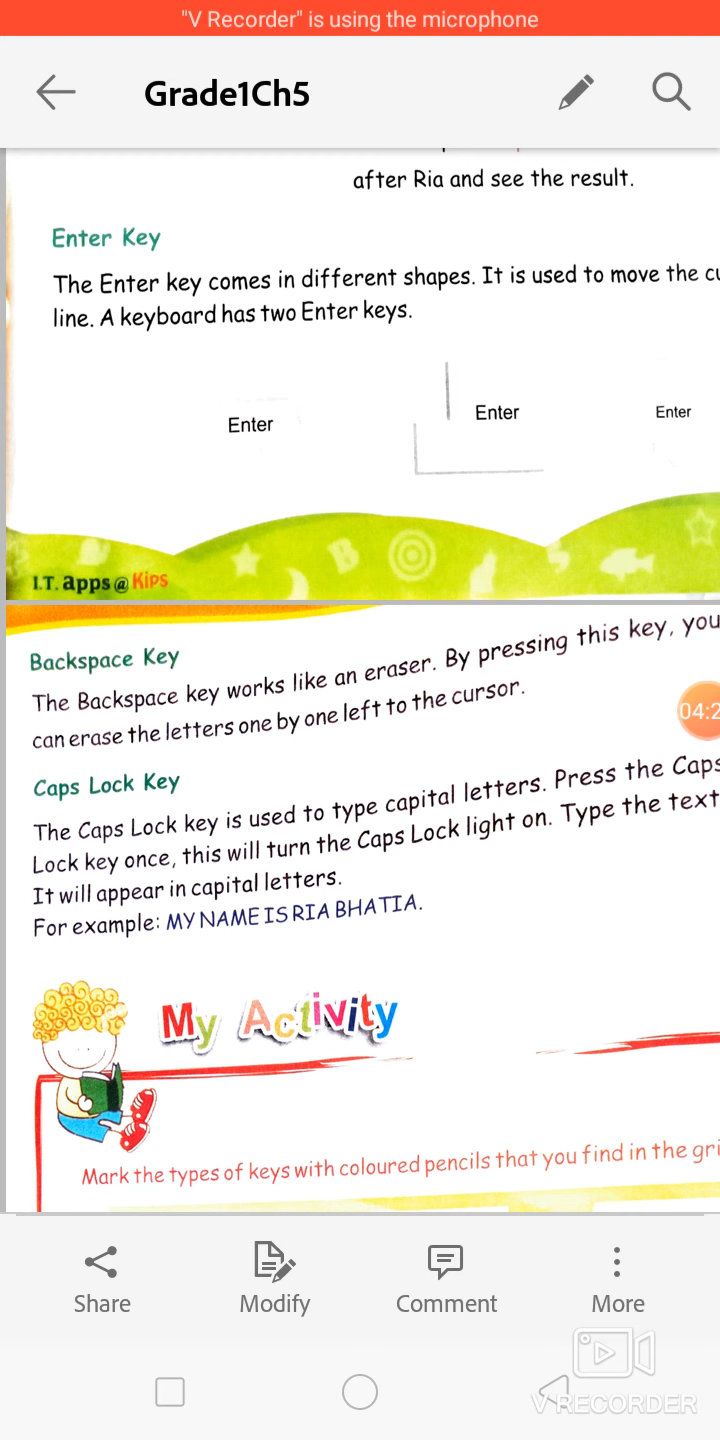 "V Recorder" is using the microphone
Grade1Ch5
after Ria and see the result.
Enter Key
The Enter key comes in different shapes. It is used to move the
line. A keyboard has two Enter keys.
Enter
Enter
Enter
I.T. apps@Kips
Backspace Key
The Backspace key works like an eraser. By pressing this key, you
can erase the letters one by one left to the cursor.
04:2
Caps Lock Key
The Caps Lock key is used to type capital letters. Press the Caps
Lock key once, this will turn the Caps Lock light on. Type the text
It will appear in capital letters.
For example: MY NAME IS RIA BHATIA.
My Activity
Mark the types of keys with coloured pencils that you find in the
Share
Modify
Comment
More
V RECORDER